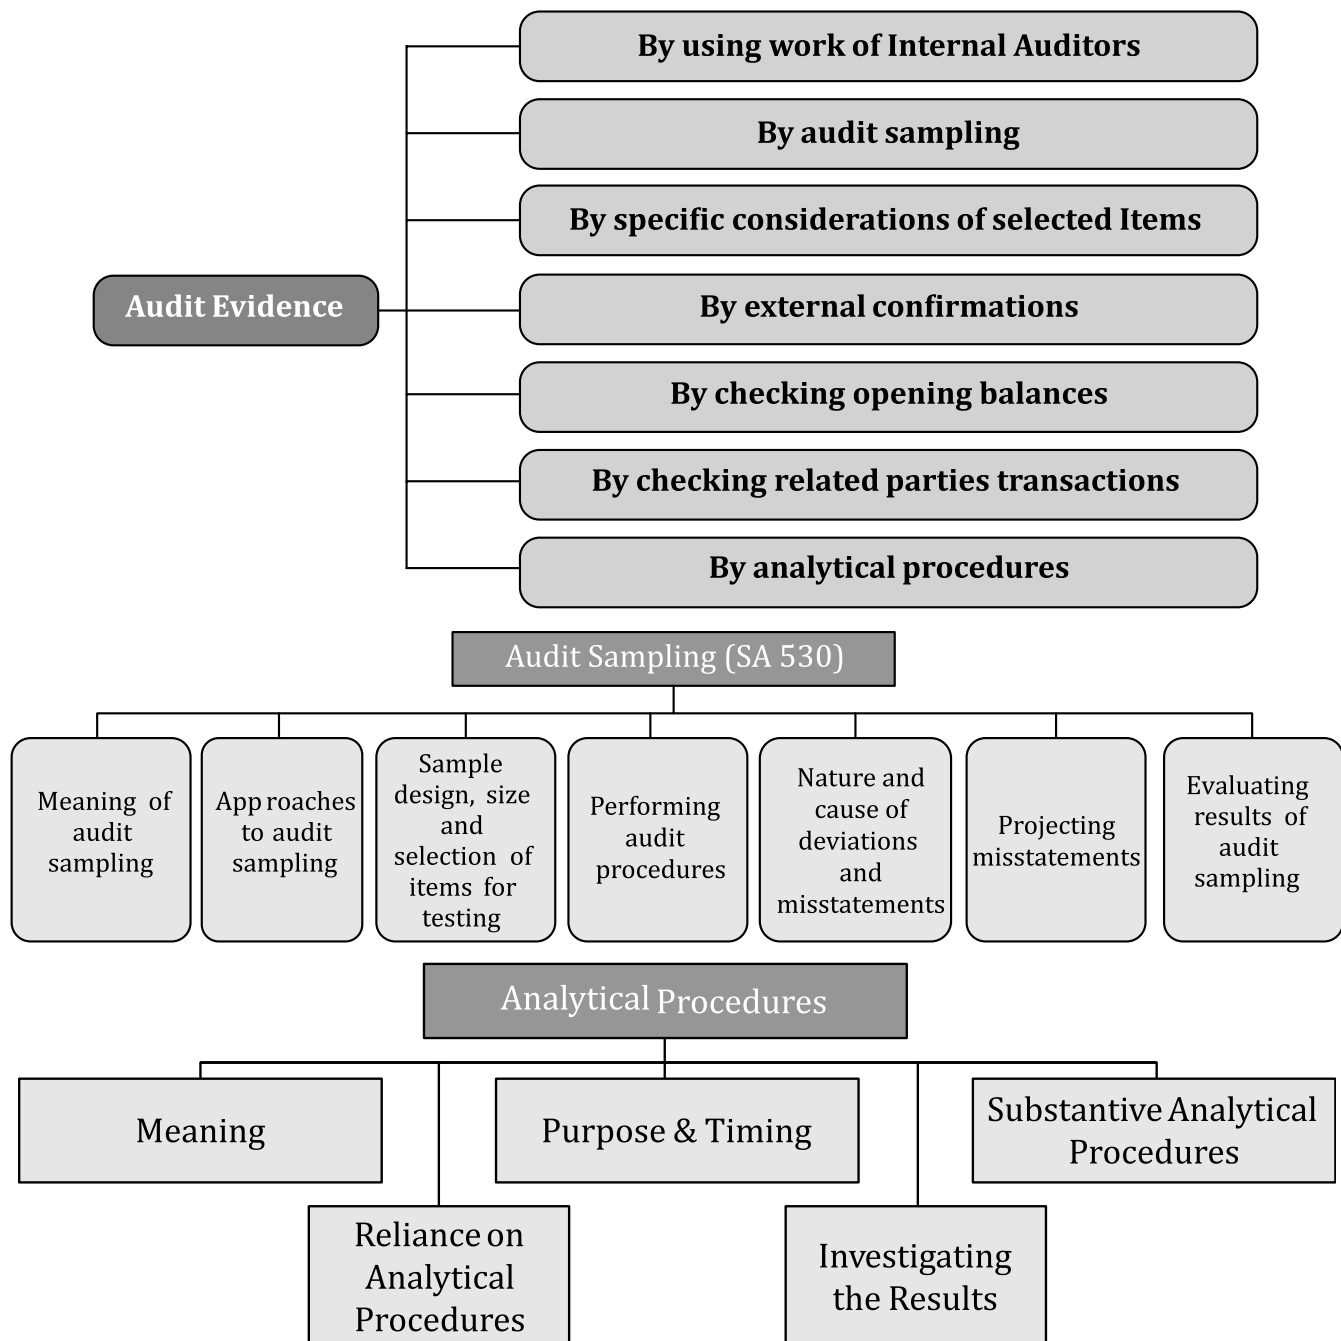 By using work of Internal Auditors
By audit sampling
By specific considerations of selected Items
Audit Evidence
By external confirmations
By checking opening balances
By checking related parties transactions
By analytical procedures
Audit Sampling (SA 530)
Meaning of
audit
sampling
App roaches
to audit
sampling
Sample
design, size
and
selection of
items for
testing
Performing
audit
procedures
Nature and
cause of
deviations
and
misstatements
Projecting
misstatements
Evaluating
results of
audit
sampling
Analytical Procedures
Meaning
Purpose & Timing
Substantive Analytical
Procedures
Reliance on
Analytical
Procedures
Investigating
the Results